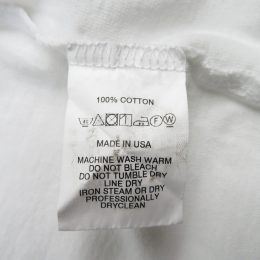 100% COTTON
F W
MADE IN USA
MACHINE WASH WARM
DO NOT BLEACH
DO NOT TUMBLE DRY
LINE DRY
IRON STEAM OR DRY
PROFESSIONALLY
DRYCLEAN